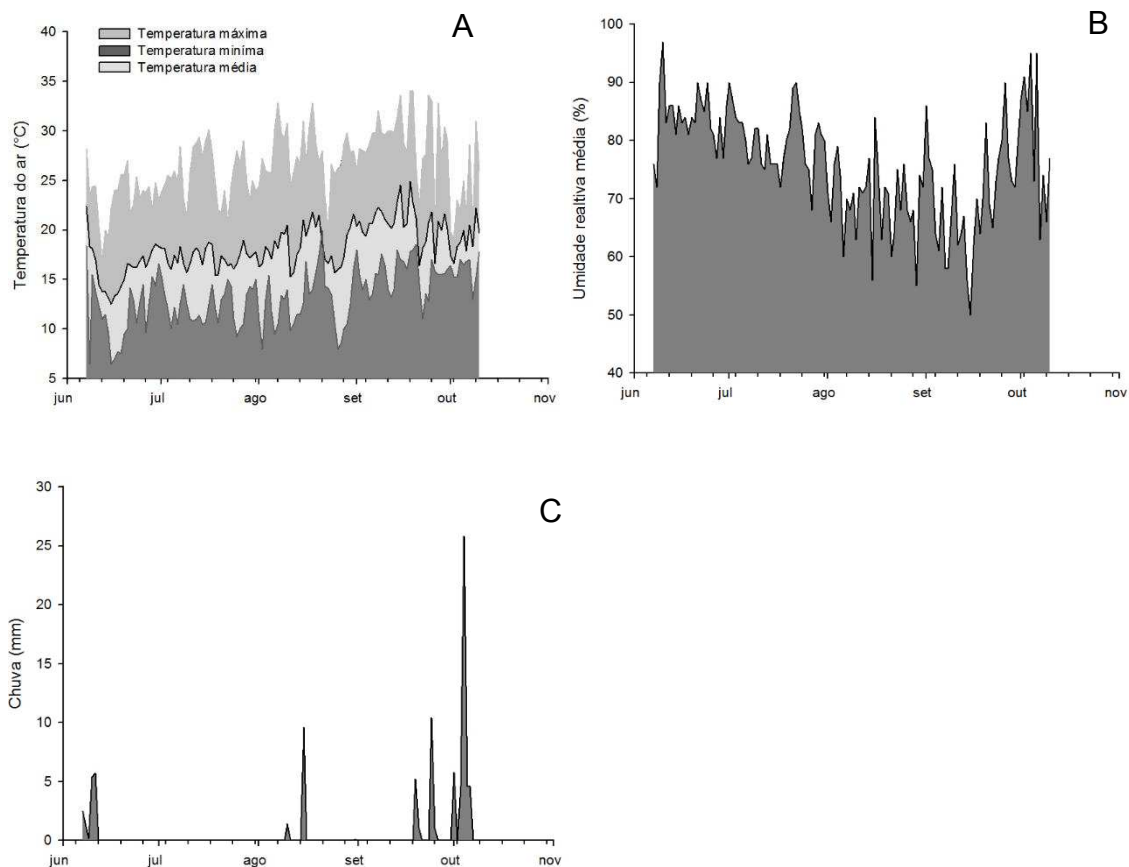 A
Temperatura máxima
Temperatura miníma
Temperatura média
Temperatura do ar (°C)
40
35
30
25
20
15
10
5
jun
jul
ago
set
out
nov
B
Umidade realtiva média (%)
100
90
80
70
60
50
40
jun
jul
ago
set
out
nov
C
Chuva (mm)
30
25
20
15
10
5
0
jun
jul
ago
set
out
nov